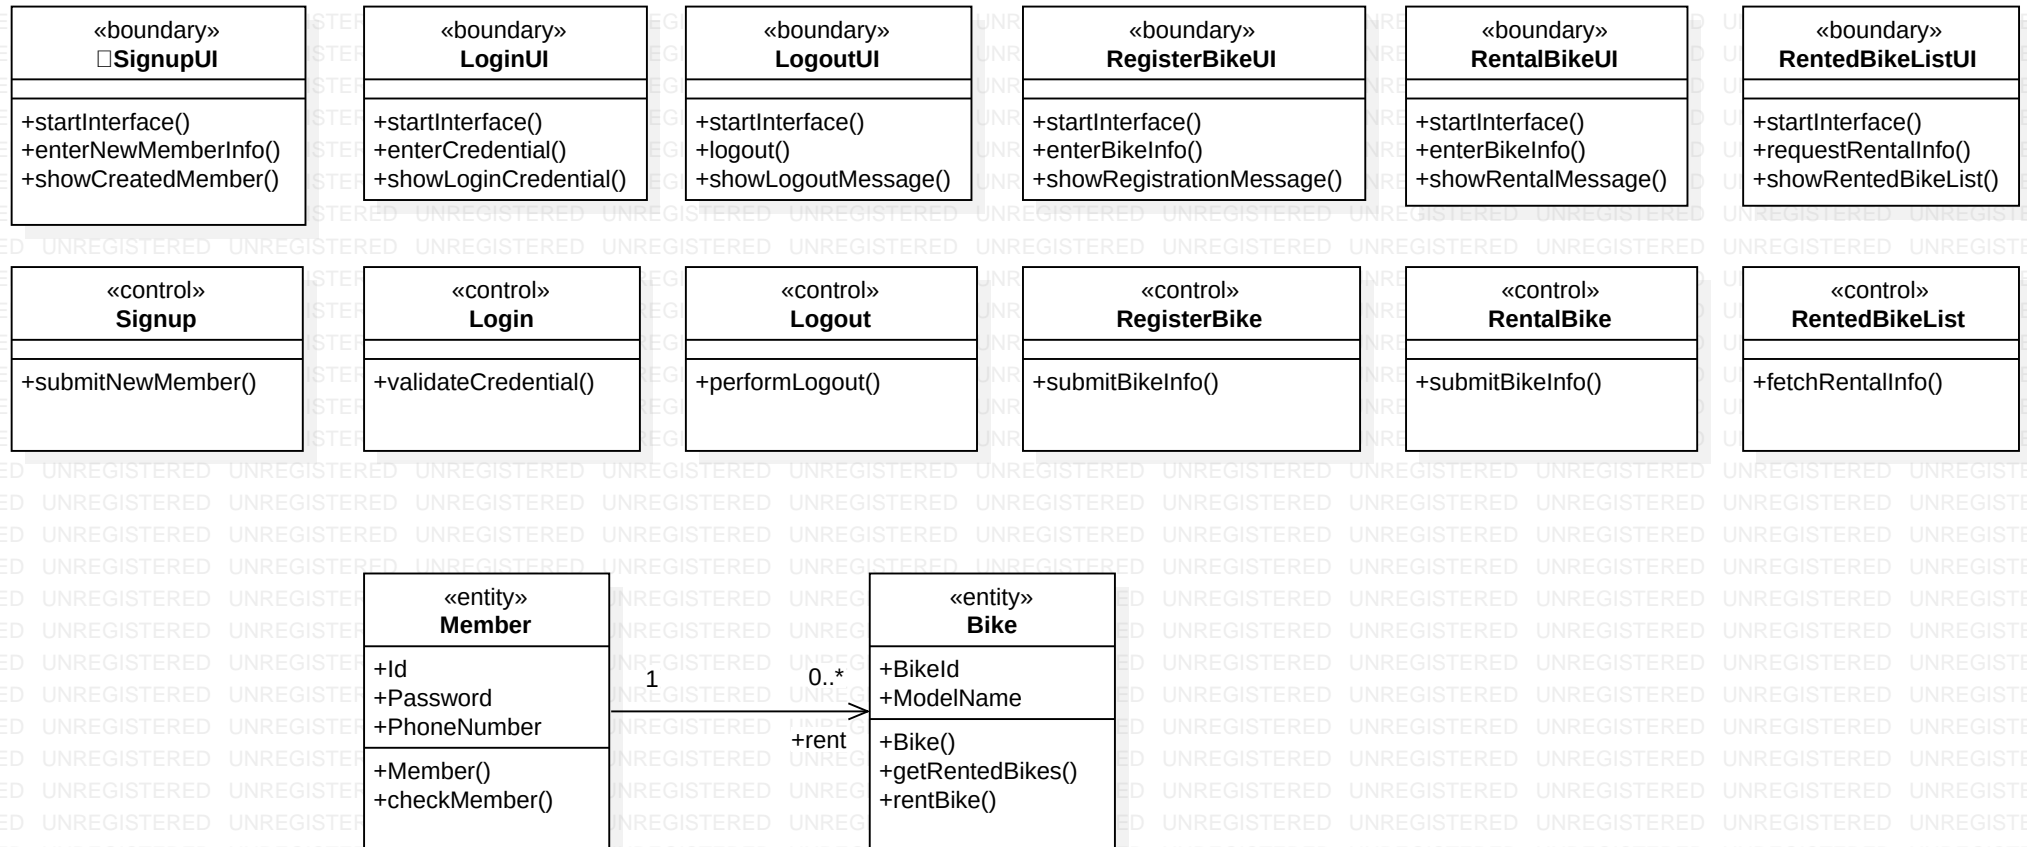 «boundary»
SignupUI
+startInterface()
+enterNewMemberInfo()
+showCreatedMember()
«boundary»
LoginUI
+startInterface()
+enterCredential()
+showLoginCredential()
«boundary»
LogoutUI
+startInterface()
+logout()
+showLogoutMessage()
«boundary»
RegisterBikeUI
+startInterface()
+enterBikeInfo()
+showRegistrationMessage()
«boundary»
RentalBikeUI
+startInterface()
+enterBikeInfo()
+showRentalMessage()
«boundary»
RentedBikeListUI
+startInterface()
+requestRentalInfo()
+showRentedBikeList()
«control»
Signup
+submitNewMember()
«control»
Login
+validateCredential()
«control»
Logout
+performLogout()
«control»
RegisterBike
+submitBikeInfo()
«control»
RentalBike
+submitBikeInfo()
«control»
RentedBikeList
+fetchRentalInfo()
«entity»
Member
+Id
+Password
+PhoneNumber
+Member()
+checkMember()
1
0..*
+rent
«entity»
Bike
+BikeId
+ModelName
+Bike()
+getRentedBikes()
+rentBike()
UNREGISTERED